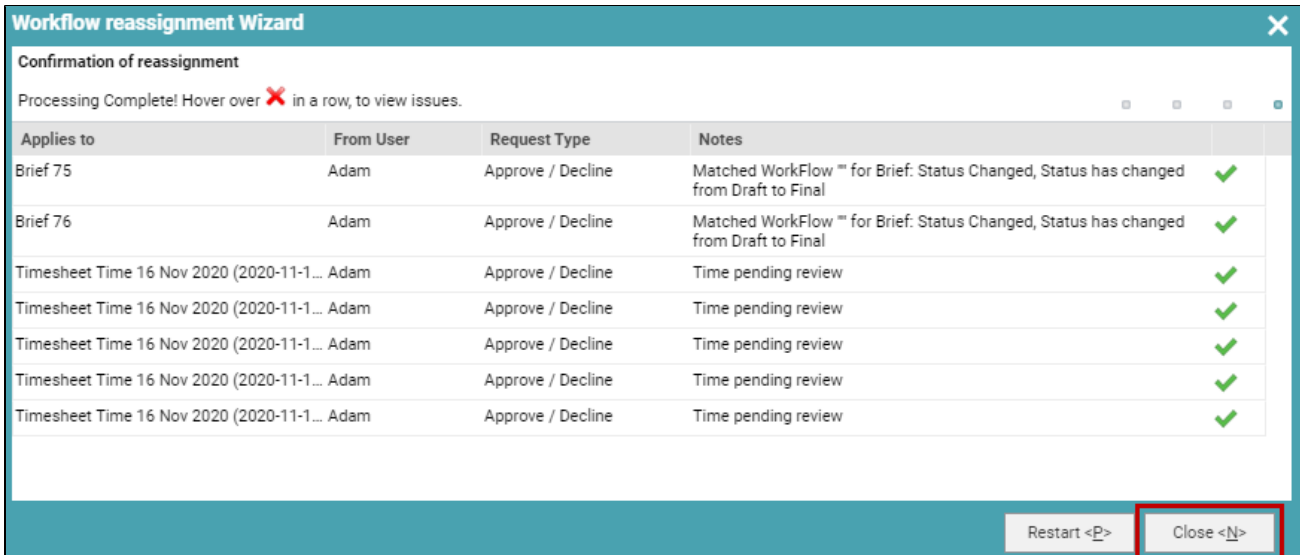 Workflow reassignment Wizard
Confirmation of reassignment
Processing Complete! Hover over in a row, to view issues.
Applies to From User Request Type Notes
Brief 75 Adam Approve / Decline Matched WorkFlow "" for Brief: Status Changed, Status has changed
from Draft to Final
Brief 76 Adam Approve / Decline Matched WorkFlow "" for Brief: Status Changed, Status has changed
from Draft to Final
Timesheet Time 16 Nov 2020 (2020-11-1... Adam Approve / Decline Time pending review
Timesheet Time 16 Nov 2020 (2020-11-1... Adam Approve / Decline Time pending review
Timesheet Time 16 Nov 2020 (2020-11-1... Adam Approve / Decline Time pending review
Timesheet Time 16 Nov 2020 (2020-11-1... Adam Approve / Decline Time pending review
Timesheet Time 16 Nov 2020 (2020-11-1... Adam Approve / Decline Time pending review
Restart <P> Close <N>